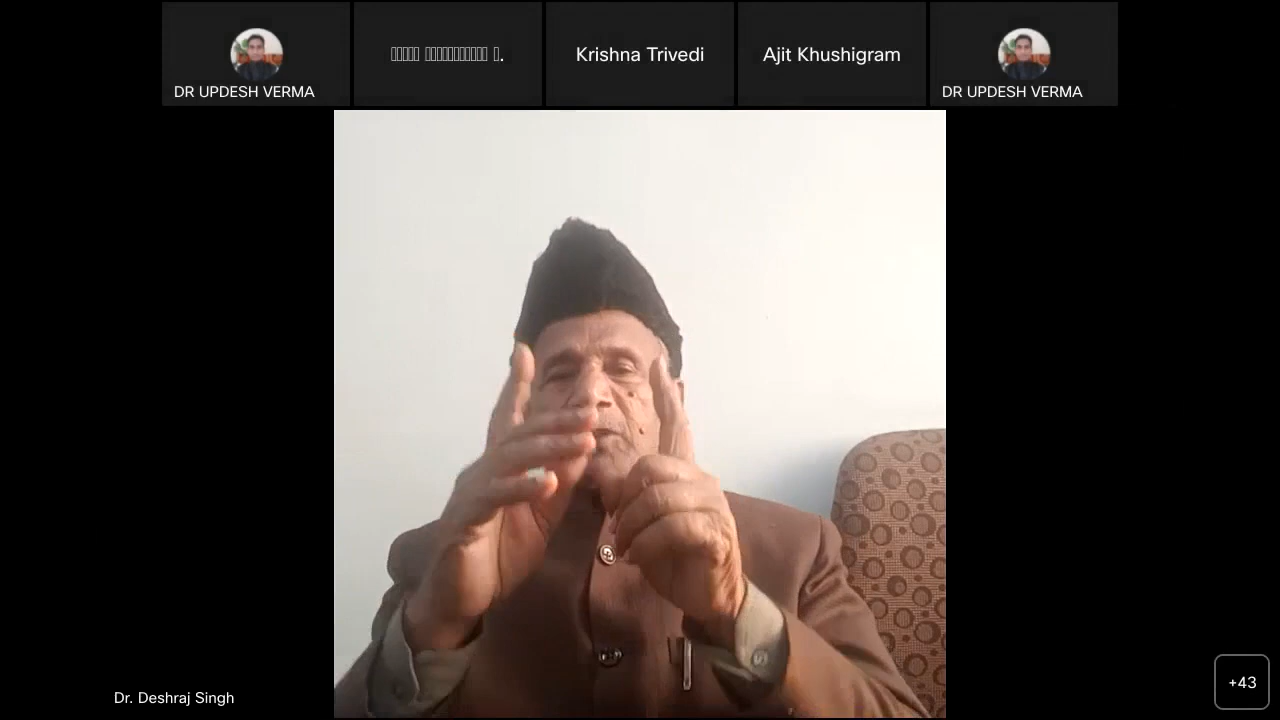 DR UPDESH VERMA
Krishna Trivedi
Ajit Khushigram
DR UPDESH VERMA
Dr. Deshraj Singh
+43